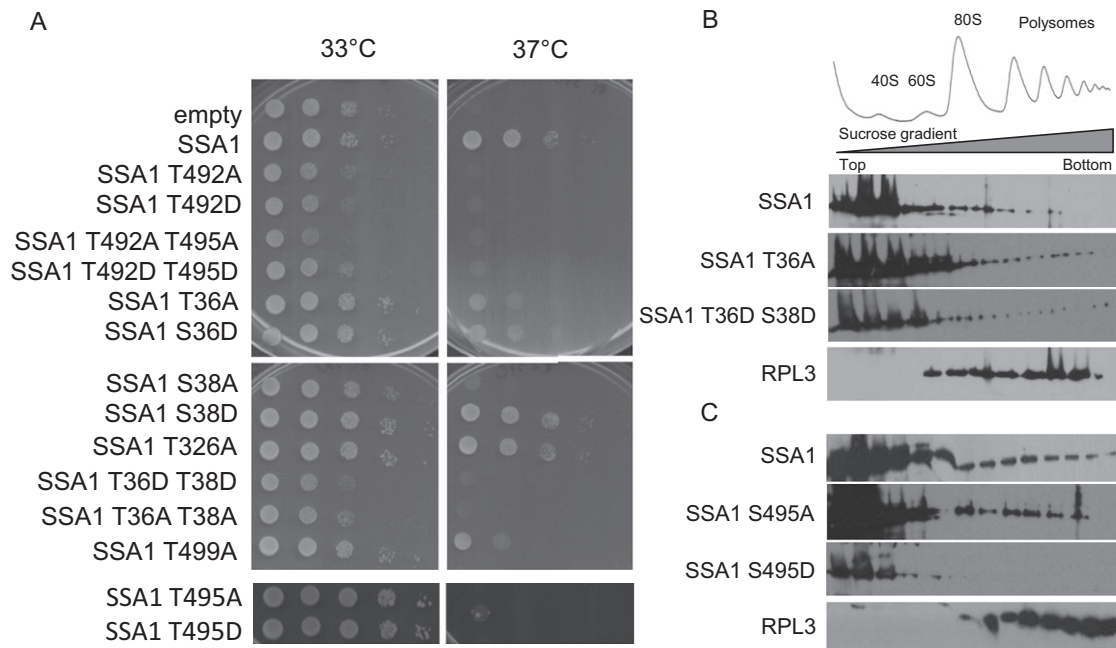 A
33°C 37°C
empty
SSA1
SSA1 T492A
SSA1 T492D
SSA1 T492A T495A
SSA1 T492D T495D
SSA1 T36A
SSA1 S36D
SSA1 S38A
SSA1 S38D
SSA1 T326A
SSA1 T36D T38D
SSA1 T36A T38A
SSA1 T499A
SSA1 T495A
SSA1 T495D
B
80S Polysomes
40S 60S
Sucrose gradient
Top Bottom
SSA1
SSA1 T36A
SSA1 T36D S38D
RPL3
C
SSA1
SSA1 S495A
SSA1 S495D
RPL3